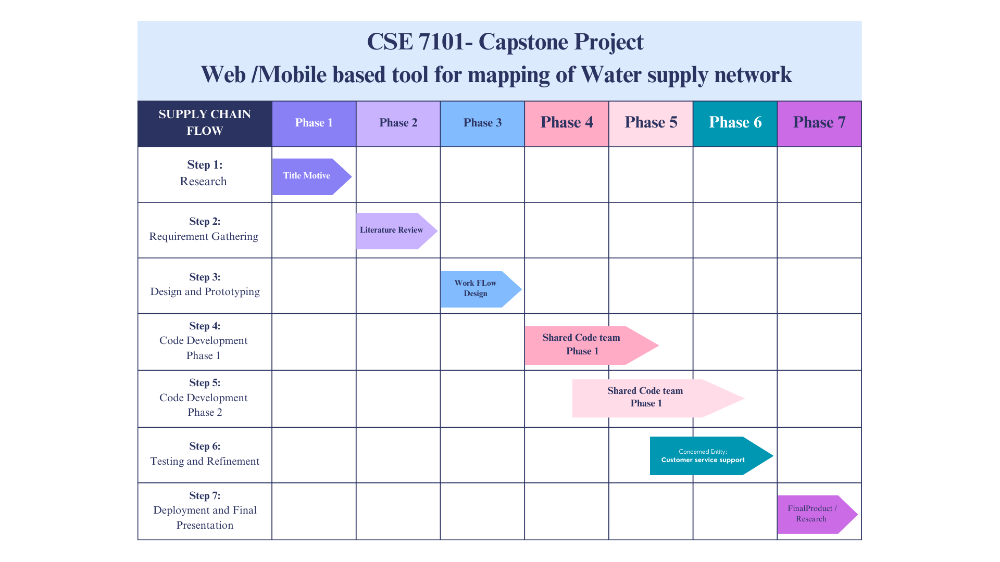 CSE 7101- Capstone Project
Web /Mobile based tool for mapping of Water supply network
SUPPLY CHAIN
FLOW
Phase 1
Phase 2
Phase 3
Phase 4
Phase 5
Phase 6
Phase 7
Step 1:
Research
Title Motive
Step 2:
Requirement Gathering
Literature Review
Step 3:
Design and Prototyping
Work FLow
Design
Step 4:
Code Development
Phase 1
Shared Code team
Phase 1
Step 5:
Code Development
Phase 2
Shared Code team
Phase 1
Step 6:
Testing and Refinement
Concerned Entity:
Customer service support
Step 7:
Deployment and Final
Presentation
FinalProduct /
Research